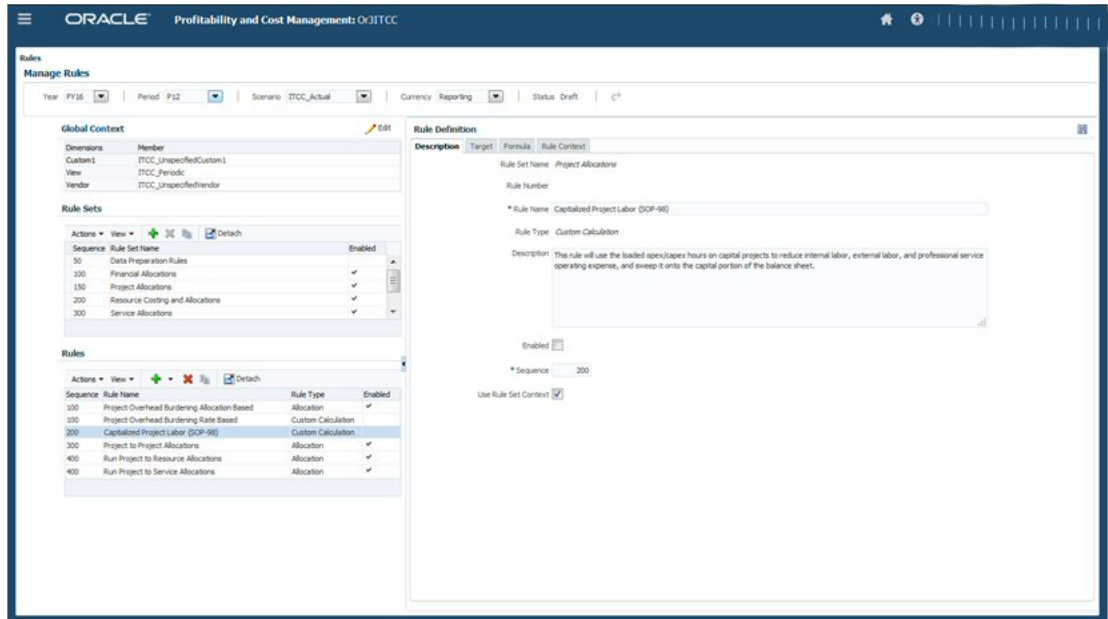 ORACLE® Profitability and Cost Management: Or3ITCC
Rules
Manage Rules
Year FY16 Period P12 Scenario ITCC_Actual Currency Reporting Status Draft
Global Context Edit
Dimensions Member
Custom1 ITCC_UnspecifiedCustom1
View ITCC_Periodic
Vendor ITCC_UnspecifiedVendor
Rule Sets
Actions View Detach
Sequence Rule Set Name Enabled
50 Data Preparation Rules
100 Financial Allocations
150 Project Allocations
200 Resource Costing and Allocations
300 Service Allocations
Rules
Actions View Detach
Sequence Rule Name Rule Type Enabled
100 Project Overhead Burdening Allocation Based Allocation
100 Project Overhead Burdening Rate Based Custom Calculation
200 Captialized Project Labor (SOP-98) Custom Calculation
300 Project to Project Allocations Allocation
400 Run Project to Resource Allocations Allocation
400 Run Project to Service Allocations Allocation
Rule Definition
Description Target Formula Rule Context
Rule Set Name Project Allocations
Rule Number
* Rule Name Captialized Project Labor (SOP-98)
Rule Type Custom Calculation
Description This rule will use the loaded opex/capex hours on capital projects to reduce internal labor, external labor, and professional service
operating expense, and sweep it onto the capital portion of the balance sheet.
Enabled
* Sequence 200
Use Rule Set Context